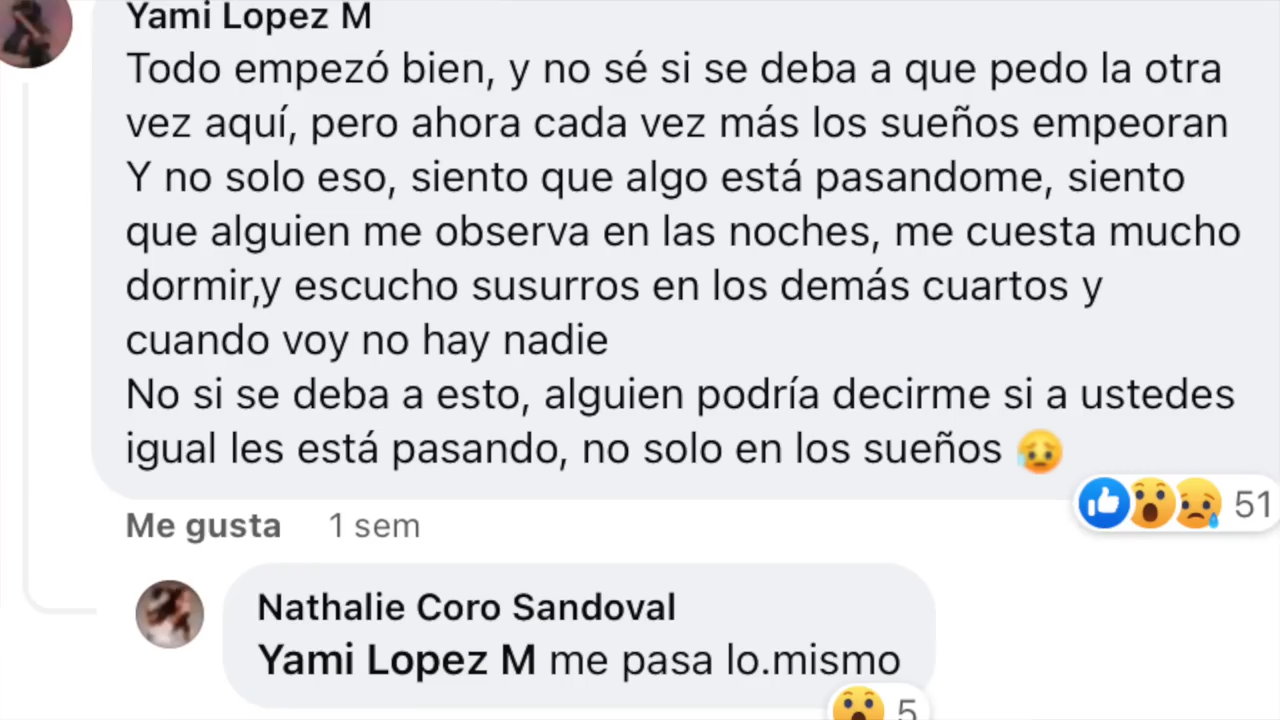 Yami Lopez M
Todo empezó bien, y no sé si se deba a que pedo la otra
vez aquí, pero ahora cada vez más los sueños empeoran
Y no solo eso, siento que algo está pasandome, siento
que alguien me observa en las noches, me cuesta mucho
dormir,y escucho susurros en los demás cuartos y
cuando voy no hay nadie
No si se deba a esto, alguien podría decirme si a ustedes
igual les está pasando, no solo en los sueños 😥
51
Me gusta 1 sem
Nathalie Coro Sandoval
Yami Lopez M me pasa lo.mismo
5